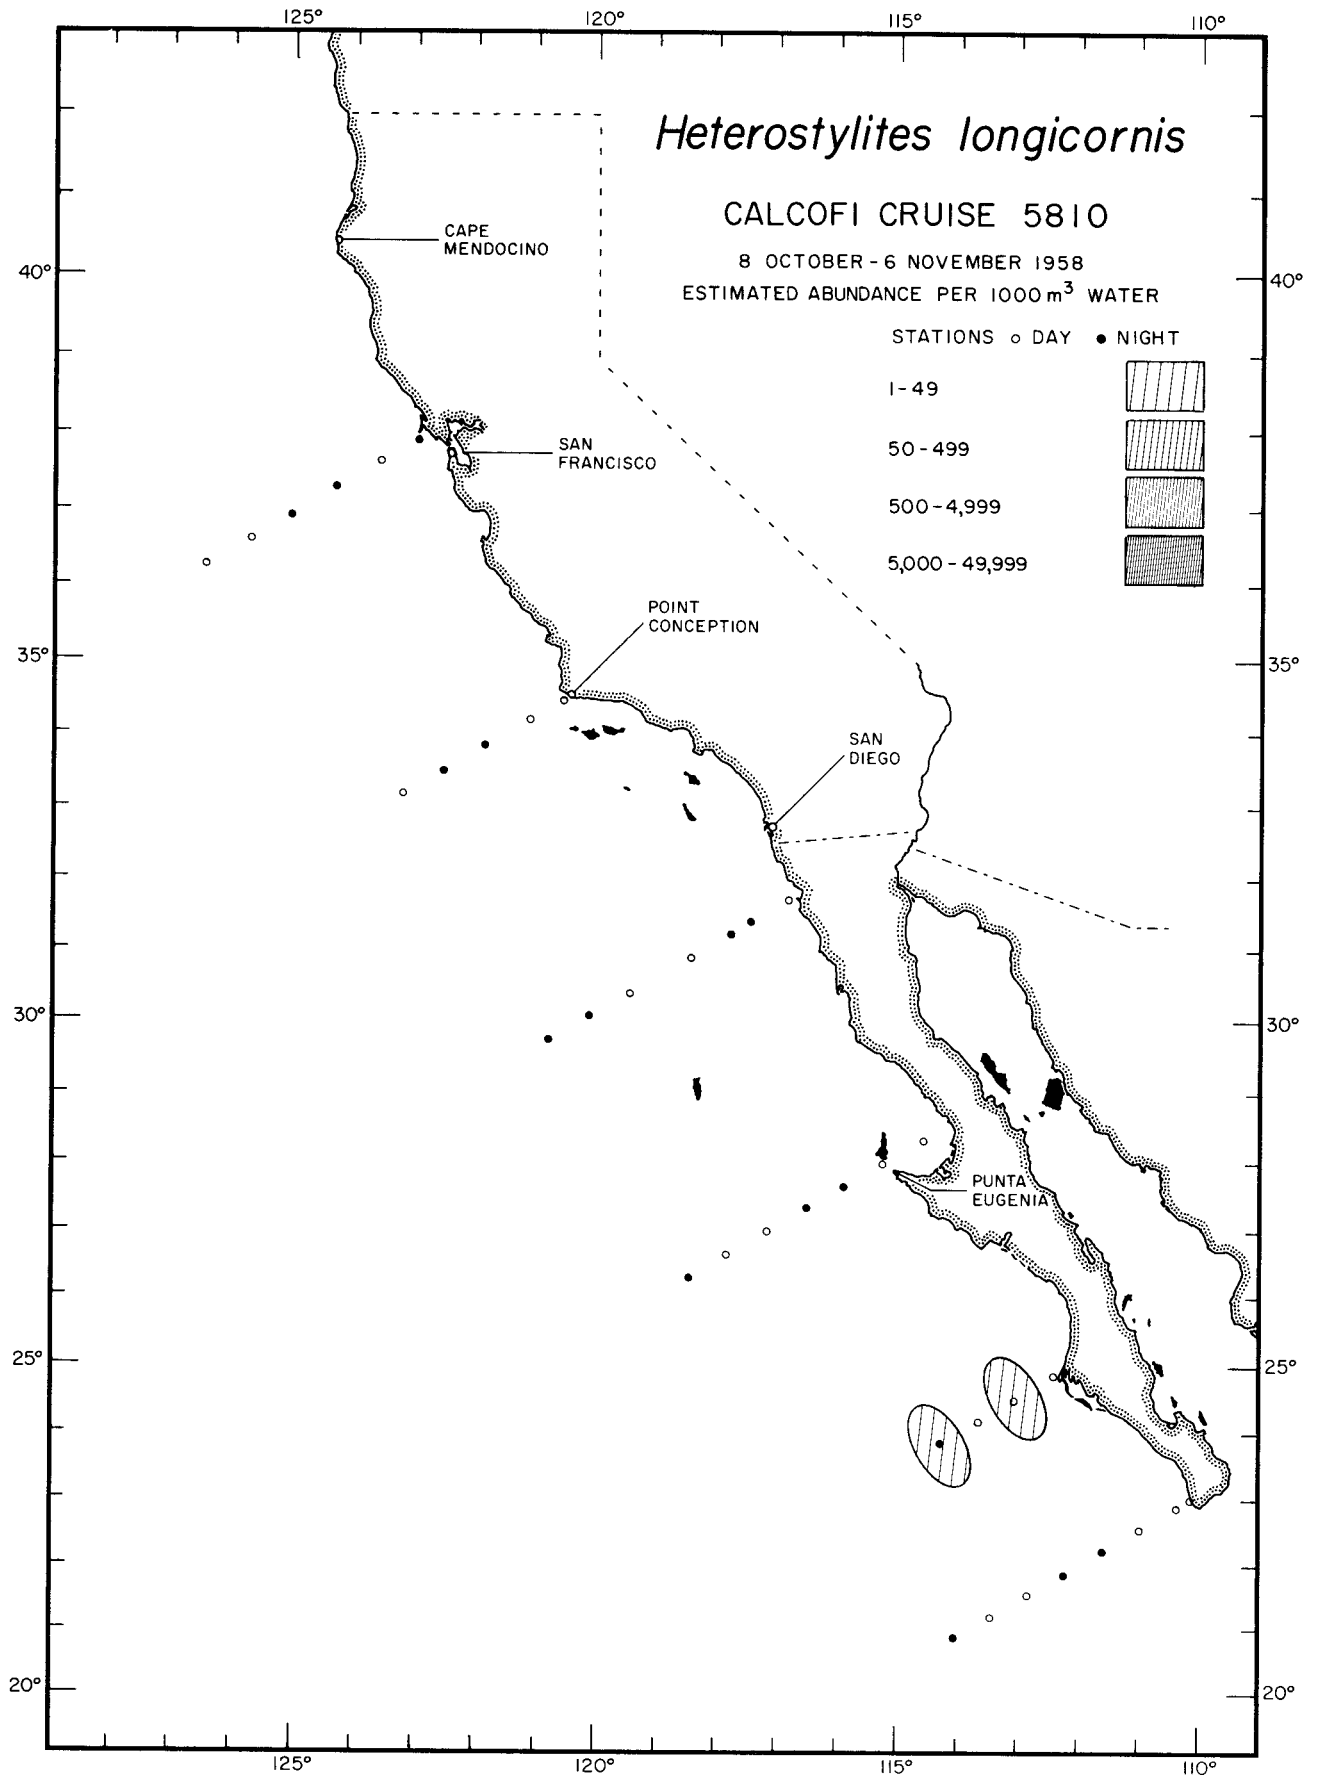 125° 120° 115° 110°
Heterostylites longicornis
CALCOFI CRUISE 5810
8 OCTOBER - 6 NOVEMBER 1958
ESTIMATED ABUNDANCE PER 1000 m³ WATER
STATIONS ○ DAY ● NIGHT
1 - 49
50 - 499
500 - 4,999
5,000 - 49,999
CAPE
MENDOCINO
40° 40°
SAN
FRANCISCO
POINT
CONCEPTION
35° 35°
SAN
DIEGO
30° 30°
PUNTA
EUGENIA
25° 25°
20° 20°
125° 120° 115° 110°